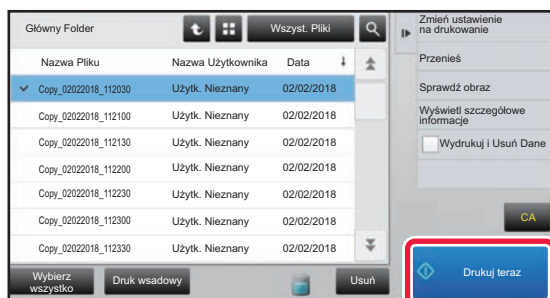 Główny Folder
Wszyst. Pliki
Nazwa Pliku Nazwa Użytkownika Data
Copy_02022018_112030 Użytk. Nieznany 02/02/2018
Copy_02022018_112100 Użytk. Nieznany 02/02/2018
Copy_02022018_112130 Użytk. Nieznany 02/02/2018
Copy_02022018_112200 Użytk. Nieznany 02/02/2018
Copy_02022018_112230 Użytk. Nieznany 02/02/2018
Copy_02022018_112300 Użytk. Nieznany 02/02/2018
Copy_02022018_112330 Użytk. Nieznany 02/02/2018
Wybierz
wszystko
Druk wsadowy
Usuń
Zmień ustawienie
na drukowanie
Przenieś
Sprawdź obraz
Wyświetl szczegółowe
informacje
Wydrukuj i Usuń Dane
CA
Drukuj teraz